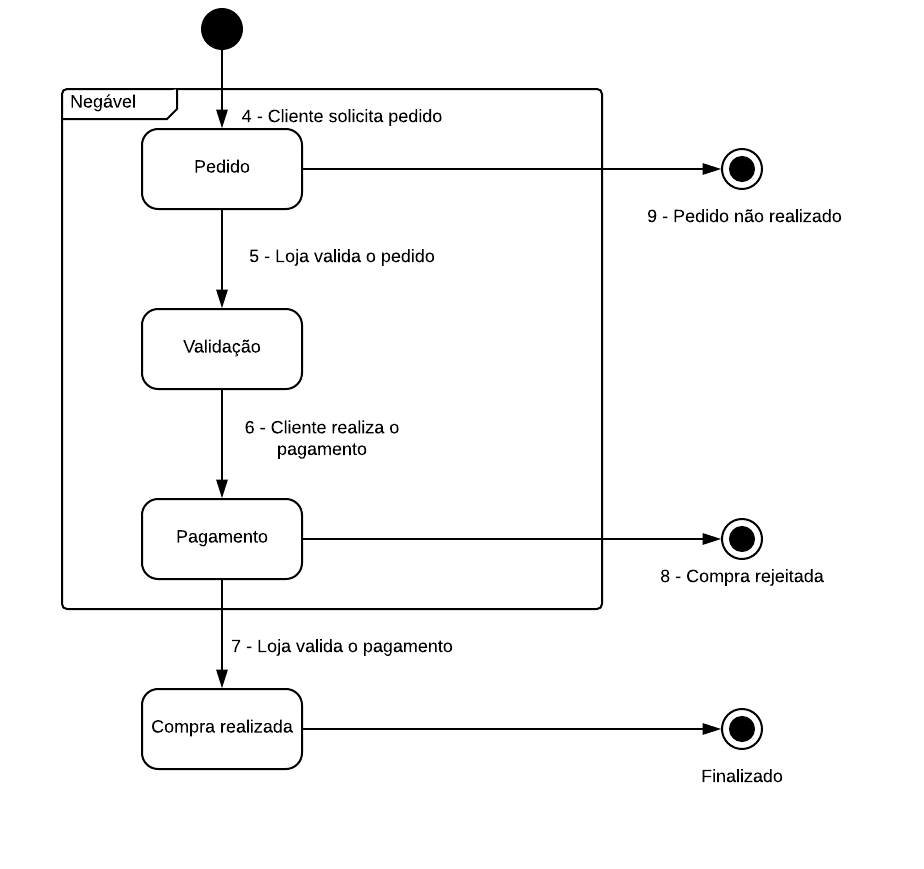 Negável
4 - Cliente solicita pedido
Pedido
9 - Pedido não realizado
5 - Loja valida o pedido
Validação
6 - Cliente realiza o
pagamento
Pagamento
8 - Compra rejeitada
7 - Loja valida o pagamento
Compra realizada
Finalizado